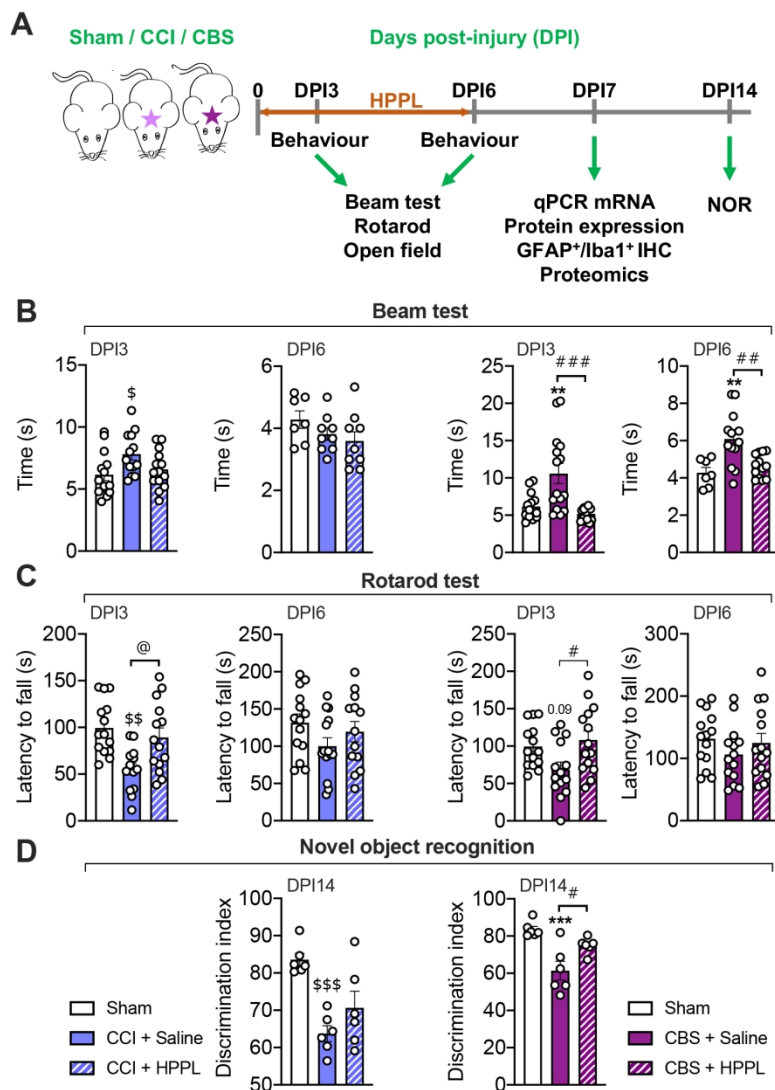 A
Sham / CCI / CBS
Days post-injury (DPI)
0
DPI3
HPPL
DPI6
DPI7
DPI14
Behaviour
Behaviour
Beam test
Rotarod
Open field
qPCR mRNA
Protein expression
GFAP+/Iba1+ IHC
Proteomics
NOR
B
Beam test
DPI3
Time (s)
15
10
5
0
$
DPI6
Time (s)
6
4
2
0
DPI3
Time (s)
25
20
15
10
5
0
**
###
DPI6
Time (s)
10
8
6
4
2
0
**
##
C
Rotarod test
DPI3
Latency to fall (s)
200
150
100
50
0
$$
@
DPI6
Latency to fall (s)
250
200
150
100
50
0
DPI3
Latency to fall (s)
250
200
150
100
50
0
0.09
#
DPI6
Latency to fall (s)
300
200
100
0
D
Novel object recognition
DPI14
Discrimination index
100
90
80
70
60
50
$$$
DPI14
Discrimination index
100
80
60
40
20
0
***
#
Sham
CCI + Saline
CCI + HPPL
Sham
CBS + Saline
CBS + HPPL